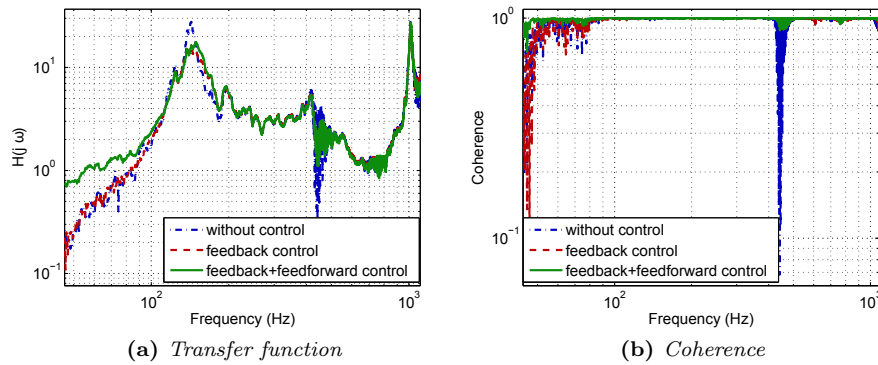 H(j ω)
10^1
10^0
10^-1
10^2
10^3
Frequency (Hz)
without control
feedback control
feedback+feedforward control
(a) Transfer function
Coherence
10^0
10^-1
10^2
10^3
Frequency (Hz)
without control
feedback control
feedback+feedforward control
(b) Coherence